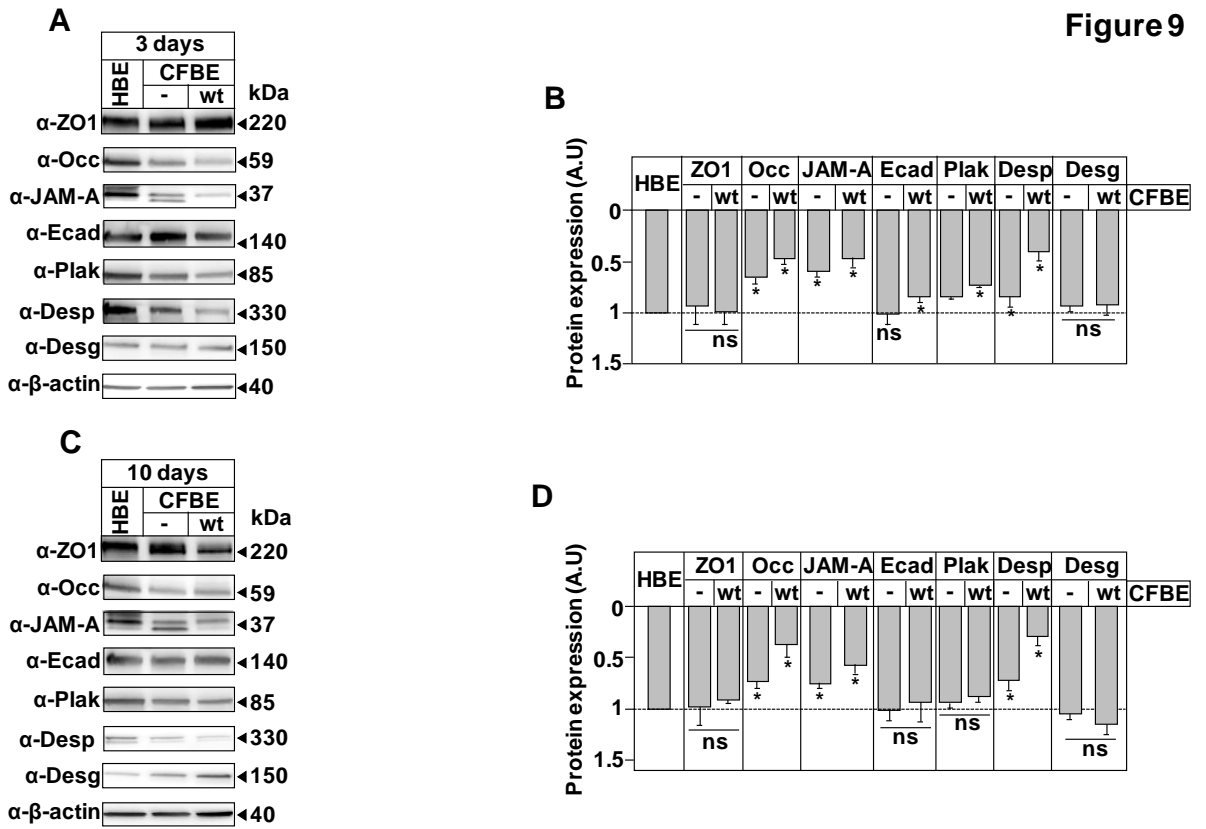 Figure 9
A
3 days
HBE
CFBE
- wt
kDa
α-ZO1 220
α-Occ 59
α-JAM-A 37
α-Ecad 140
α-Plak 85
α-Desp 330
α-Desg 150
α-β-actin 40
B
HBE ZO1 Occ JAM-A Ecad Plak Desp Desg
- wt - wt - wt - wt - wt - wt - wt CFBE
Protein expression (A.U)
0
0.5
1
1.5
* * * * * * * *
ns ns ns
C
10 days
HBE
CFBE
- wt
kDa
α-ZO1 220
α-Occ 59
α-JAM-A 37
α-Ecad 140
α-Plak 85
α-Desp 330
α-Desg 150
α-β-actin 40
D
HBE ZO1 Occ JAM-A Ecad Plak Desp Desg
- wt - wt - wt - wt - wt - wt - wt CFBE
Protein expression (A.U)
0
0.5
1
1.5
* * * * * *
ns ns ns ns